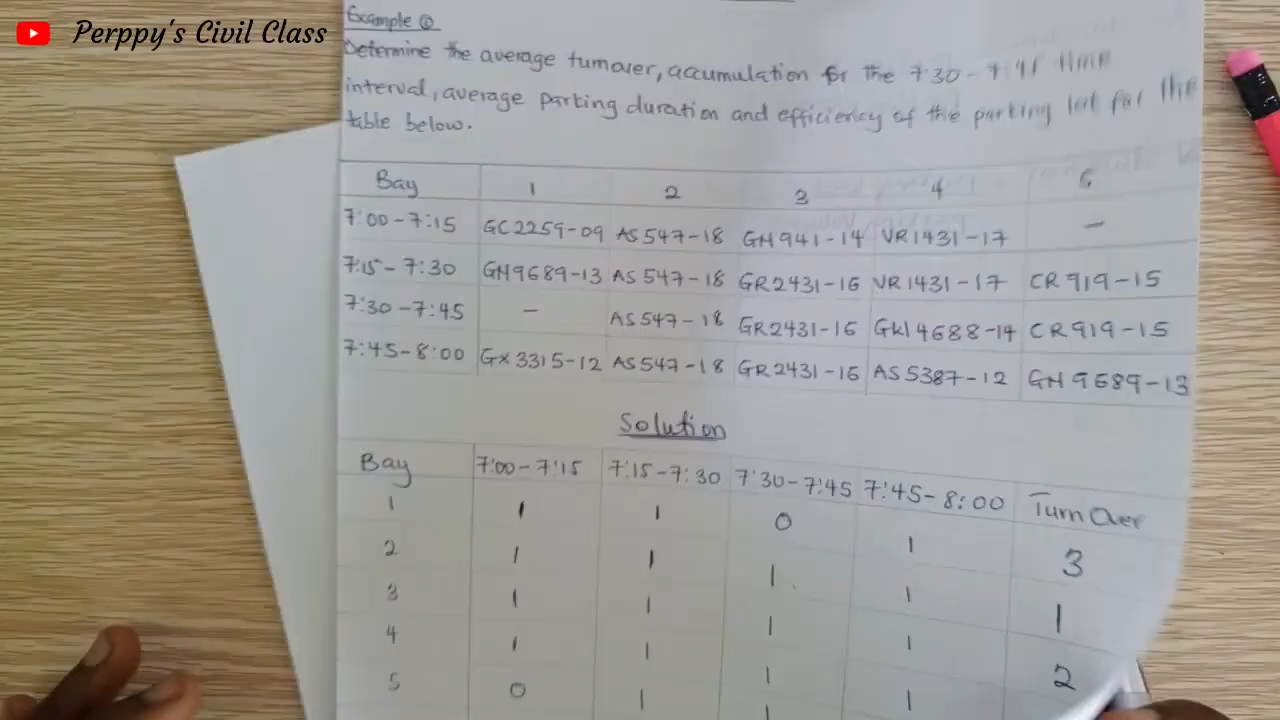 Perppy's Civil Class
Example ①
Determine the average turnover, accumulation for the 7:30 - 7:45 time
interval, average parking duration and efficiency of the parking lot for the
table below.
Bay 1 2 3 4 5
7:00-7:15 GC2259-09 AS547-18 GH941-14 VR1431-17 -
7:15-7:30 GH9689-13 AS547-18 GR2431-16 VR1431-17 CR919-15
7:30-7:45 - AS547-18 GR2431-16 GK14688-14 CR919-15
7:45-8:00 GX3315-12 AS547-18 GR2431-16 AS5387-12 GH9689-13
Solution
Bay 7:00-7:15 7:15-7:30 7:30-7:45 7:45-8:00 Turn Over
1 1 1 0 1 3
2 1 1 1 1 1
3 1 1 1 1 2
4 1 1 1 1
5 0 1 1